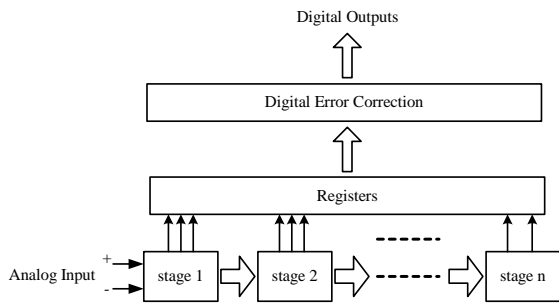 Digital Outputs
Digital Error Correction
Registers
+
Analog Input
-
stage 1
stage 2
stage n